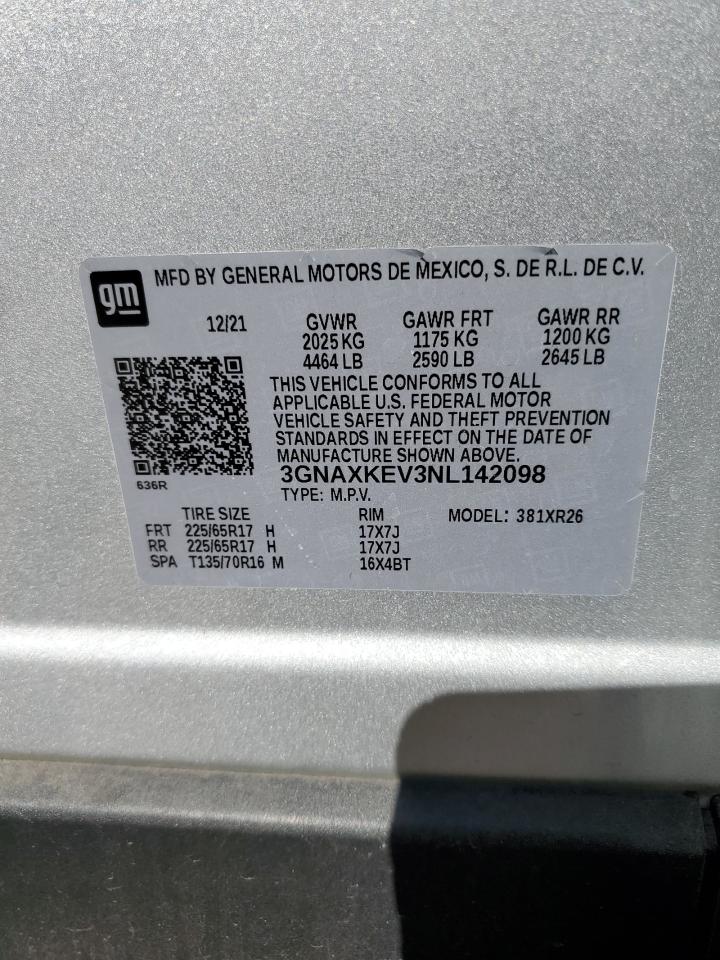 gm
MFD BY GENERAL MOTORS DE MEXICO, S. DE R.L. DE C.V.
12/21 GVWR GAWR FRT GAWR RR
2025 KG 1175 KG 1200 KG
4464 LB 2590 LB 2645 LB
THIS VEHICLE CONFORMS TO ALL
APPLICABLE U.S. FEDERAL MOTOR
VEHICLE SAFETY AND THEFT PREVENTION
STANDARDS IN EFFECT ON THE DATE OF
MANUFACTURE SHOWN ABOVE.
3GNAXKEV3NL142098
636R
TYPE: M.P.V.
TIRE SIZE RIM MODEL: 381XR26
FRT 225/65R17 H 17X7J
RR 225/65R17 H 17X7J
SPA T135/70R16 M 16X4BT